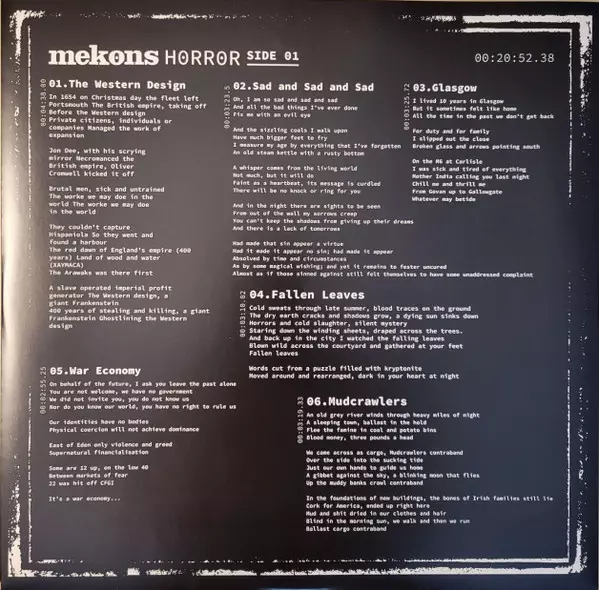 mekons HORROR SIDE 01
00:20:52.38
00:04:38.00
01.The Western Design
In 1654 on Christmas day the fleet left
Portsmouth The British empire, taking off
Before the Western design
Private citizens, individuals or
companies Managed the work of
expansion
Jon Dee, with his scrying
mirror Necromanced the
British empire, Oliver
Cromwell kicked it off
Brutal men, sick and untrained
The worke we may doe in the
world The worke we may doe
in the world
They couldn't capture
Hispaniola So they went and
found a harbour
The red dawn of England's empire (400
years) Land of wood and water
(XAYMACA)
The Arawaks was there first
A slave operated imperial profit
generator The Western design, a
giant Frankenstein
400 years of stealing and killing, a giant
Frankenstein Ghostlining the Western
design
00:03:23.5
02.Sad and Sad and Sad
Oh, I am so sad and sad and sad
And all the bad things I've ever done
Pis me with an evil eye
And the sizzling coals I walk upon
Have much bigger feet to fry
I measure my age by everything that I've forgotten
An old steam kettle with a rusty bottom
A whisper comes from the living world
Not much, but it will do
Faint as a heartbeat, its message is curdled
There will be no knock or ring for you
And in the night there are sights to be seen
From out of the wall my sorrows creep
You can't keep the shadows from giving up their dreams
And there is a lack of tomorrows
Had made that sin appear a virtue
Had it made it appear no sin; had made it appear
Absolved by time and circumstances
As by some magical wishing; and yet it remains to fester uncured
Almost as if those sinned against still felt themselves to have some unaddressed complaint
00:03:25.72
03.Glasgow
I lived 10 years in Glasgow
But it sometimes felt like home
All the time in the past we don't get back
For duty and for family
I slipped out the close
Broken glass and arrows pointing south
On the M6 at Carlisle
I was sick and tired of everything
Mother India calling you last night
Chill me and thrill me
From Govan up to Gallowgate
Whatever may betide
00:03:10.02
04.Fallen Leaves
Cold sweats through late summer, blood traces on the ground
The dry earth cracks and shadows grow, a dying sun sinks down
Horrors and cold slaughter, silent mystery
Staring down the winding sheets, draped across the trees.
And back up in the city I watched the falling leaves
Blown wild across the courtyard and gathered at your feet
Fallen leaves
Words cut from a puzzle filled with kryptonite
Moved around and rearranged, dark in your heart at night
00:02:55.25
05.War Economy
On behalf of the future, I ask you leave the past alone
You are not welcome, we have no government
We did not invite you, you do not know us
Nor do you know our world, you have no right to rule us
Our identities have no bodies
Physical coercion will not achieve dominance
East of Eden only violence and greed
Supernatural financialisation
Some are 12 up, on the low 40
Between markets of fear
22 was hit off CFGI
It's a war economy...
00:03:19.33
06.Mudcrawlers
An old grey river winds through heavy miles of night
A sleeping town, ballast in the hold
Flee the famine in coal and potato bins
Blood money, three pounds a head
We came across as cargo, Mudcrawlers contraband
Over the side into the sucking tide
Just our own hands to guide us home
A gibbet against the sky, a blinking moon that flies
Up the muddy banks crawl contraband
In the foundations of new buildings, the bones of Irish families still lie
Cork for America, ended up right here
Mud and shit dried in our clothes and hair
Blind in the morning sun, we walk and then we run
Ballast cargo contraband